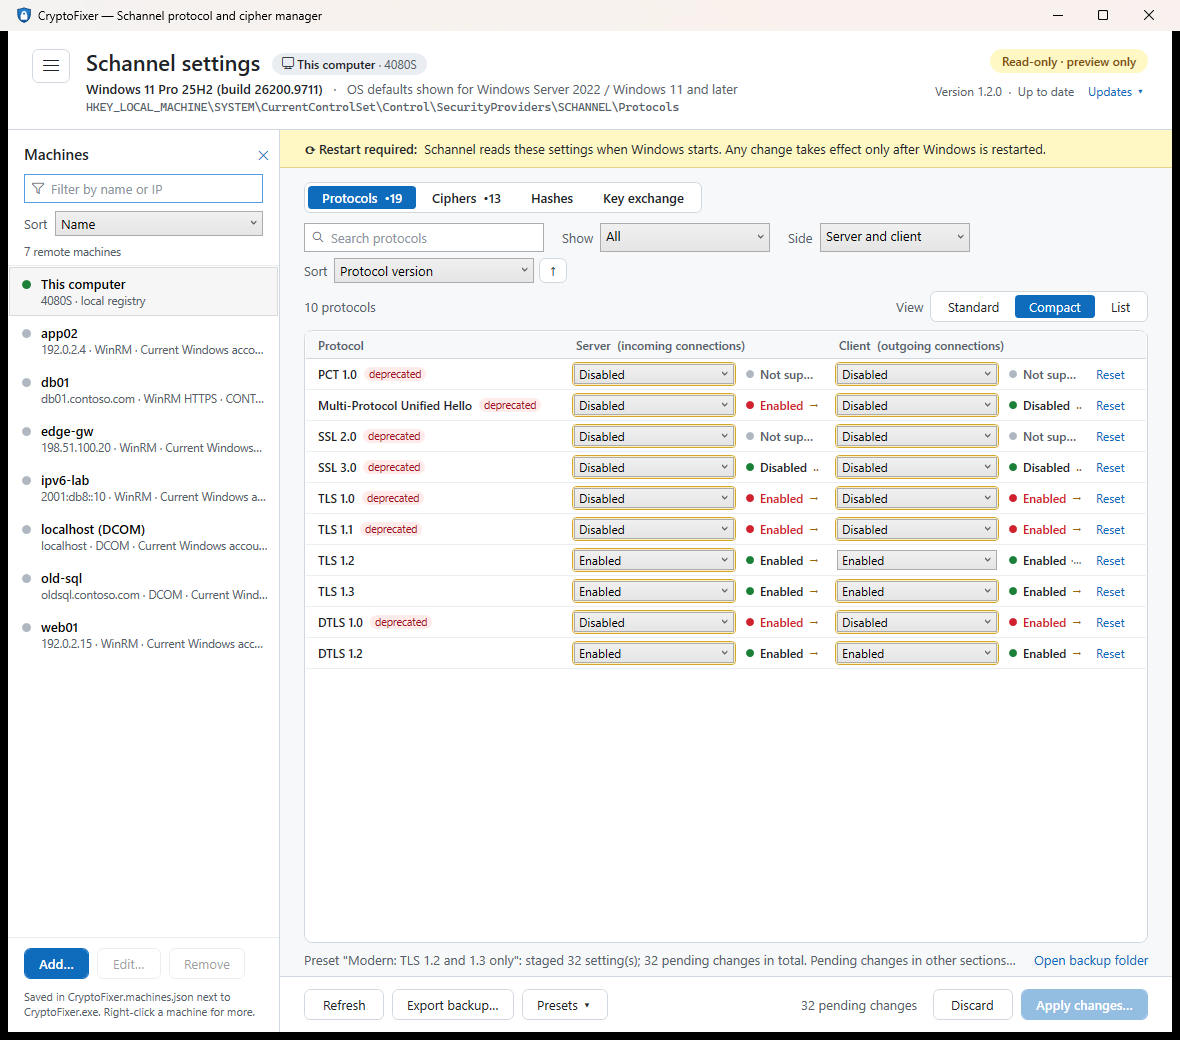 CryptoFixer — Schannel protocol and cipher manager
Schannel settings
This computer · 4080S
Read-only · preview only
Windows 11 Pro 25H2 (build 26200.9711) · OS defaults shown for Windows Server 2022 / Windows 11 and later
Version 1.2.0 · Up to date Updates ▾
HKEY_LOCAL_MACHINE\SYSTEM\CurrentControlSet\Control\SecurityProviders\SCHANNEL\Protocols
Machines
Filter by name or IP
Sort Name
7 remote machines
This computer
4080S · local registry
app02
192.0.2.4 · WinRM · Current Windows acco...
db01
db01.contoso.com · WinRM HTTPS · CONT...
edge-gw
198.51.100.20 · WinRM · Current Windows...
ipv6-lab
2001:db8::10 · WinRM · Current Windows a...
localhost (DCOM)
localhost · DCOM · Current Windows accou...
old-sql
oldsql.contoso.com · DCOM · Current Wind...
web01
192.0.2.15 · WinRM · Current Windows acc...
Add... Edit... Remove
Saved in CryptoFixer.machines.json next to
CryptoFixer.exe. Right-click a machine for more.
⟳ Restart required: Schannel reads these settings when Windows starts. Any change takes effect only after Windows is restarted.
Protocols •19 Ciphers •13 Hashes Key exchange
Search protocols Show All Side Server and client
Sort Protocol version ↑
10 protocols View Standard Compact List
Protocol Server (incoming connections) Client (outgoing connections)
PCT 1.0 deprecated Disabled Not sup... Disabled Not sup... Reset
Multi-Protocol Unified Hello deprecated Disabled Enabled → Disabled Disabled .. Reset
SSL 2.0 deprecated Disabled Not sup... Disabled Not sup... Reset
SSL 3.0 deprecated Disabled Disabled .. Disabled Disabled .. Reset
TLS 1.0 deprecated Disabled Enabled → Disabled Enabled → Reset
TLS 1.1 deprecated Disabled Enabled → Disabled Enabled → Reset
TLS 1.2 Enabled Enabled → Enabled Enabled ·... Reset
TLS 1.3 Enabled Enabled → Enabled Enabled → Reset
DTLS 1.0 deprecated Disabled Enabled → Disabled Enabled → Reset
DTLS 1.2 Enabled Enabled → Enabled Enabled → Reset
Preset "Modern: TLS 1.2 and 1.3 only": staged 32 setting(s); 32 pending changes in total. Pending changes in other sections... Open backup folder
Refresh Export backup... Presets ▾ 32 pending changes Discard Apply changes...